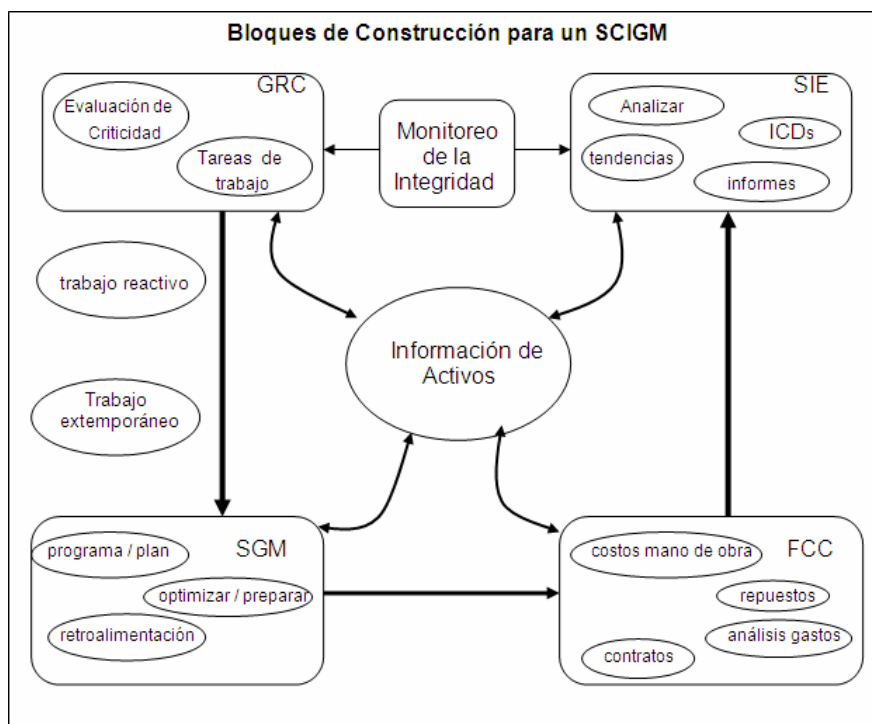 Bloques de Construcción para un SCIGM
GRC
Evaluación de
Criticidad
Tareas de
trabajo
Monitoreo
de la
Integridad
SIE
Analizar
ICDs
tendencias
informes
trabajo reactivo
Trabajo
extemporáneo
Información de
Activos
SGM
programa / plan
optimizar / preparar
retroalimentación
FCC
costos mano de obra
repuestos
análisis gastos
contratos